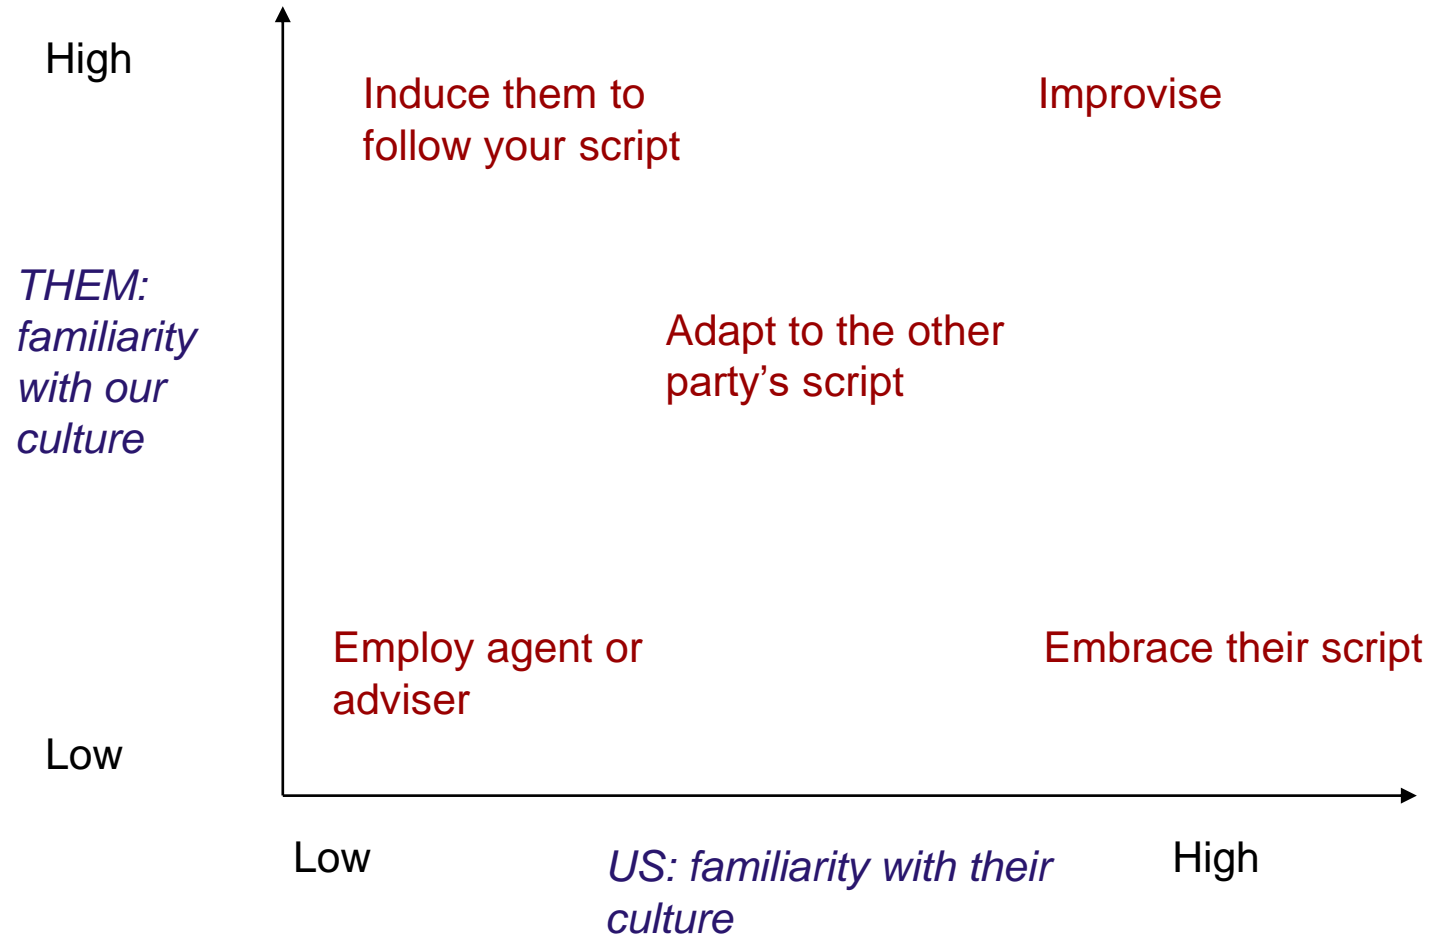 High
Induce them to
follow your script
Improvise
THEM:
familiarity
with our
culture
Adapt to the other
party’s script
Employ agent or
adviser
Embrace their script
Low
Low
US: familiarity with their
culture
High